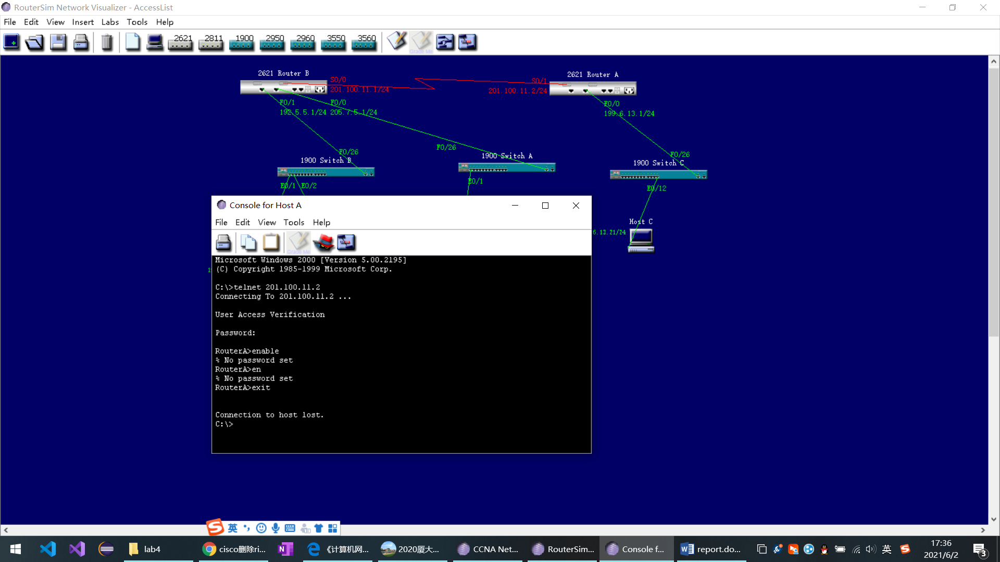 RouterSim Network Visualizer - AccessList
File Edit View Insert Labs Tools Help
2621 2811 1900 2950 2960 3550 3560
Grade Me
2621 Router B
2621 Router A
S0/0
201.100.11.1/24
S0/1
201.100.11.2/24
F0/1
192.5.5.1/24
F0/0
205.7.5.1/24
F0/0
199.6.13.1/24
F0/26
1900 Switch B
E0/1 E0/2
F0/26
1900 Switch A
E0/1
F0/26
1900 Switch C
E0/12
Host C
6.13.21/24
Console for Host A
File Edit View Tools Help
Grade Me
Microsoft Windows 2000 [Version 5.00.2195]
(C) Copyright 1985-1999 Microsoft Corp.
C:\>telnet 201.100.11.2
Connecting To 201.100.11.2 ...
User Access Verification
Password:
RouterA>enable
% No password set
RouterA>en
% No password set
RouterA>exit
Connection to host lost.
C:\>
英
lab4
cisco删除ri...
《计算机网...
2020厦大...
CCNA Net...
RouterSim...
Console f...
report.do...
英
17:36
2021/6/2
3